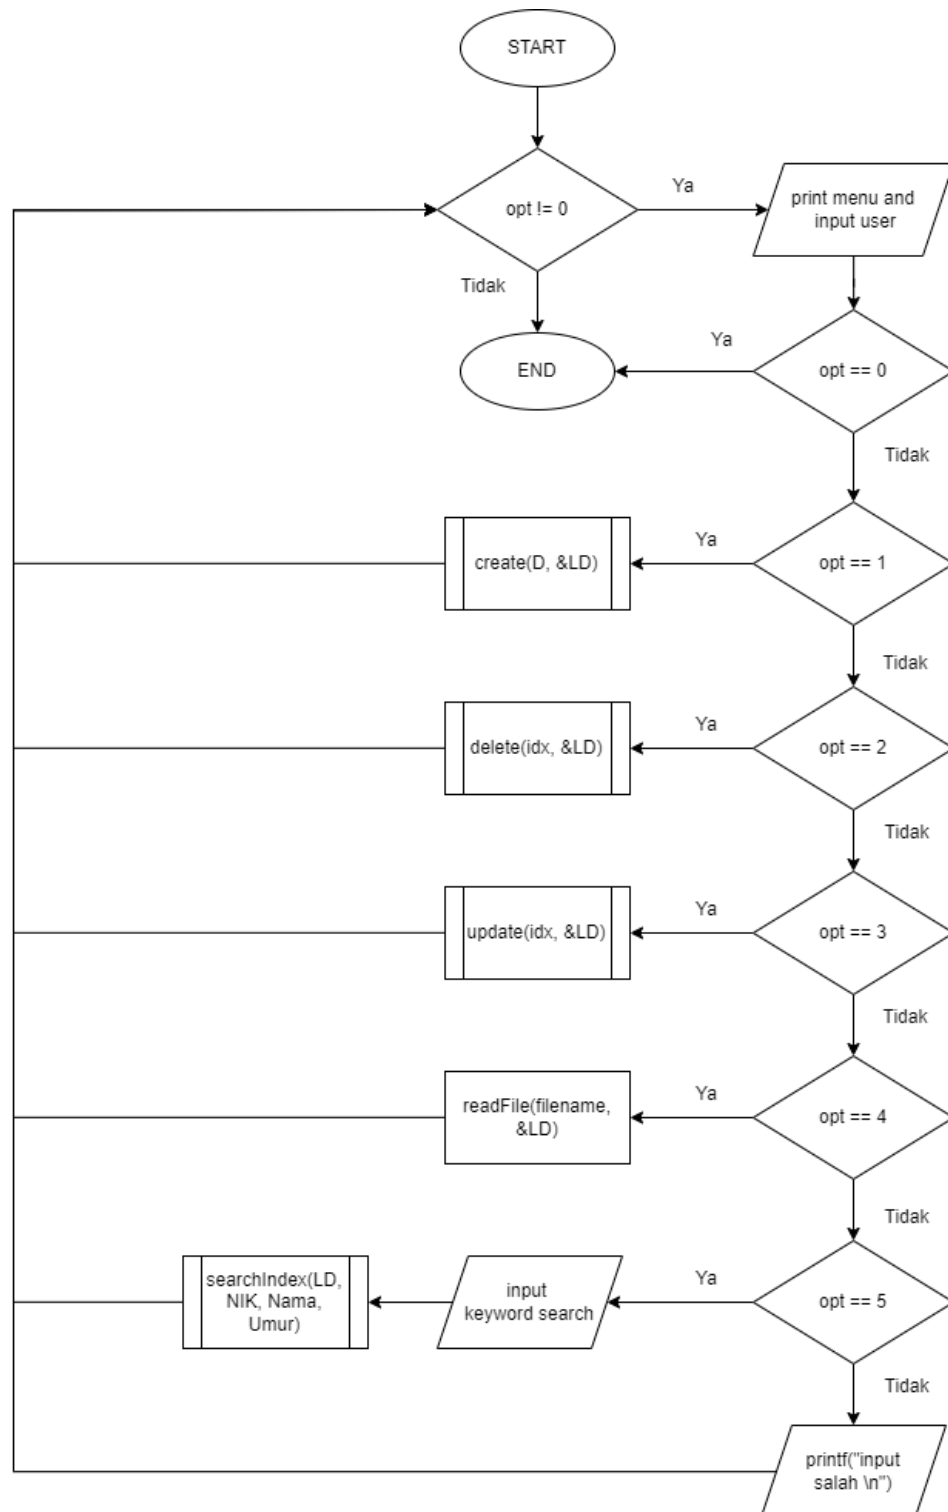 START
opt != 0
Ya
print menu and
input user
Tidak
END
Ya
opt == 0
Tidak
create(D, &LD)
Ya
opt == 1
Tidak
delete(idx, &LD)
Ya
opt == 2
Tidak
update(idx, &LD)
Ya
opt == 3
Tidak
readFile(filename,
&LD)
Ya
opt == 4
Tidak
searchIndex(LD,
NIK, Nama,
Umur)
input
keyword search
Ya
opt == 5
Tidak
printf("input
salah \n")